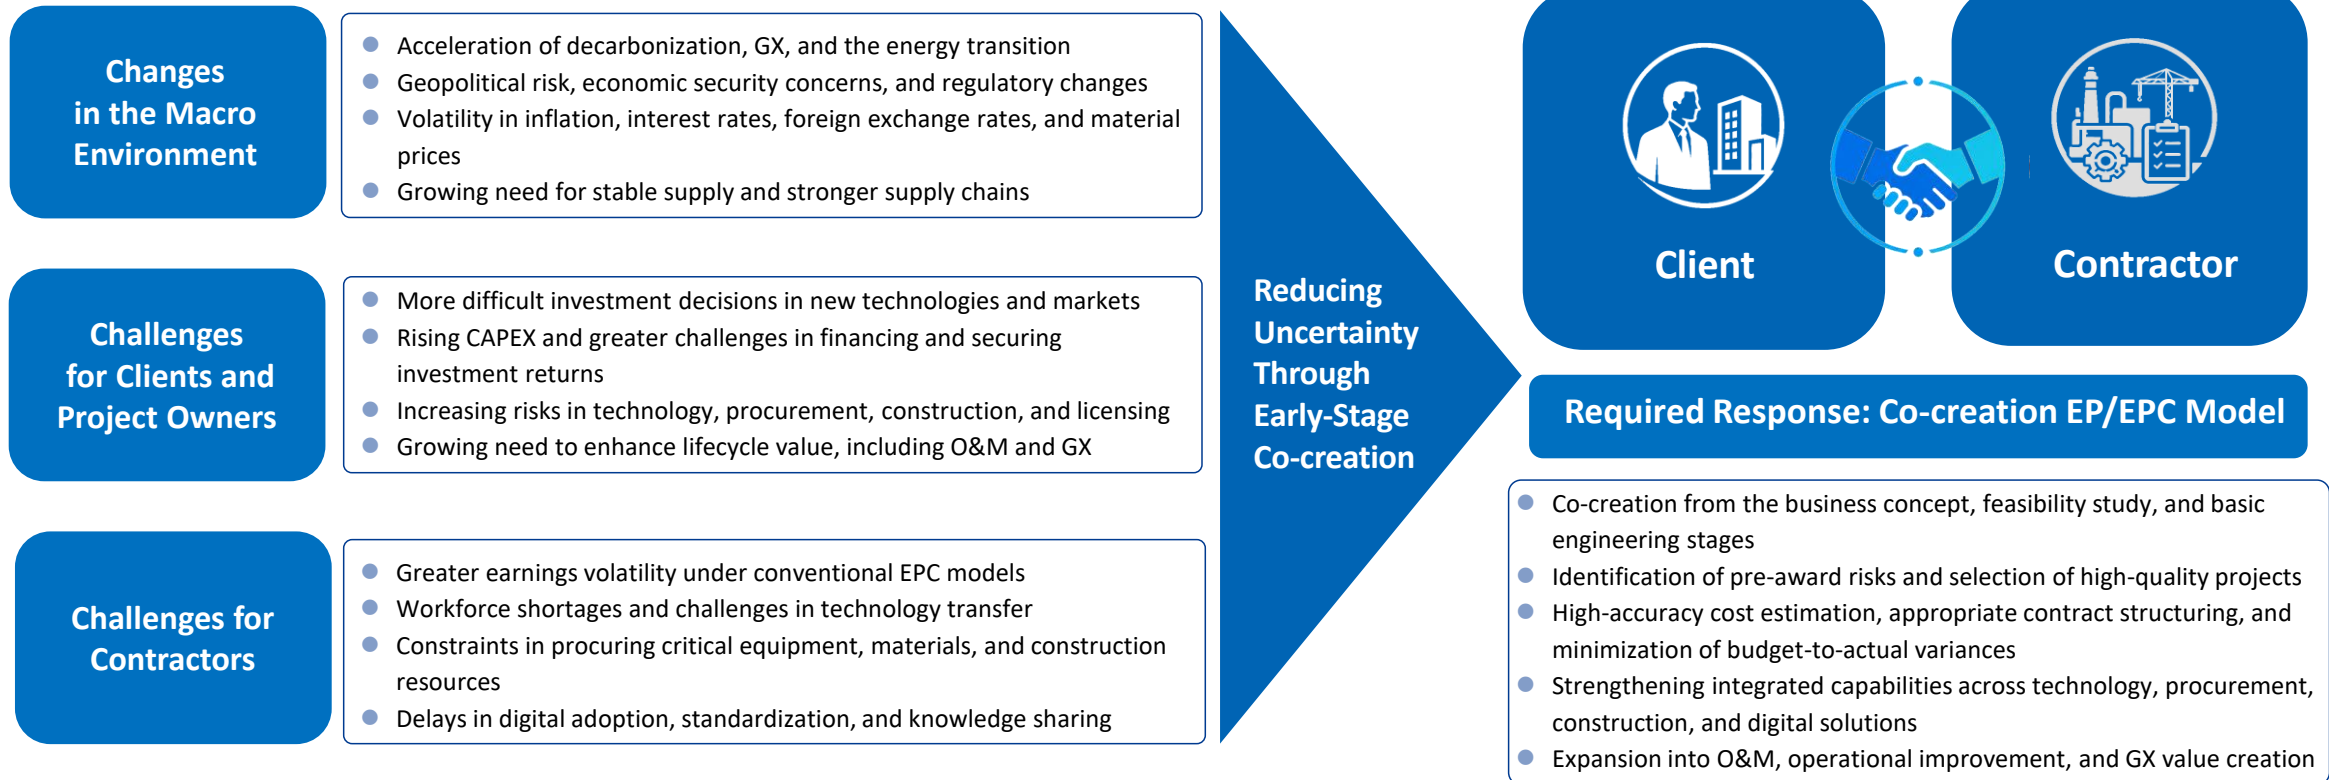 Changes
in the Macro
Environment
Acceleration of decarbonization, GX, and the energy transition
Geopolitical risk, economic security concerns, and regulatory changes
Volatility in inflation, interest rates, foreign exchange rates, and material
prices
Growing need for stable supply and stronger supply chains
Challenges
for Clients and
Project Owners
More difficult investment decisions in new technologies and markets
Rising CAPEX and greater challenges in financing and securing
investment returns
Increasing risks in technology, procurement, construction, and licensing
Growing need to enhance lifecycle value, including O&M and GX
Challenges for
Contractors
Greater earnings volatility under conventional EPC models
Workforce shortages and challenges in technology transfer
Constraints in procuring critical equipment, materials, and construction
resources
Delays in digital adoption, standardization, and knowledge sharing
Reducing
Uncertainty
Through
Early-Stage
Co-creation
Client
Contractor
Required Response: Co-creation EP/EPC Model
Co-creation from the business concept, feasibility study, and basic
engineering stages
Identification of pre-award risks and selection of high-quality projects
High-accuracy cost estimation, appropriate contract structuring, and
minimization of budget-to-actual variances
Strengthening integrated capabilities across technology, procurement,
construction, and digital solutions
Expansion into O&M, operational improvement, and GX value creation